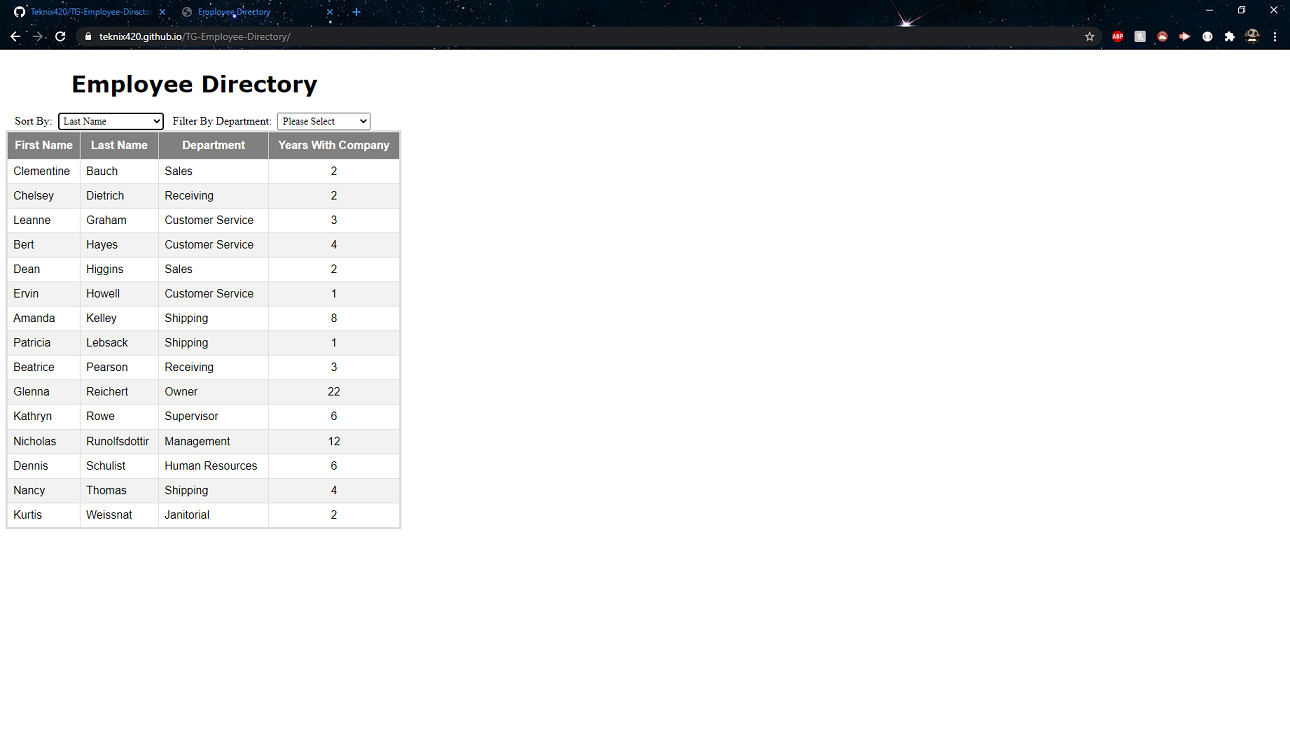 Teknix420/TG-Employee-Directo
Employee Directory
teknix420.github.io/TG-Employee-Directory/
ABP
Employee Directory
Sort By: Last Name Filter By Department: Please Select
First Name Last Name Department Years With Company
Clementine Bauch Sales 2
Chelsey Dietrich Receiving 2
Leanne Graham Customer Service 3
Bert Hayes Customer Service 4
Dean Higgins Sales 2
Ervin Howell Customer Service 1
Amanda Kelley Shipping 8
Patricia Lebsack Shipping 1
Beatrice Pearson Receiving 3
Glenna Reichert Owner 22
Kathryn Rowe Supervisor 6
Nicholas Runolfsdottir Management 12
Dennis Schulist Human Resources 6
Nancy Thomas Shipping 4
Kurtis Weissnat Janitorial 2